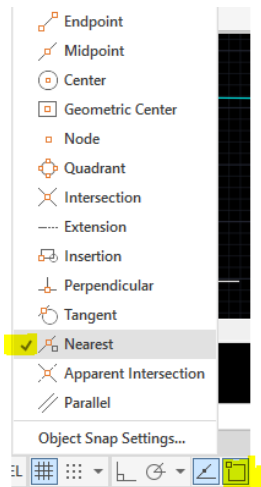 Endpoint
Midpoint
Center
Geometric Center
Node
Quadrant
Intersection
Extension
Insertion
Perpendicular
Tangent
Nearest
Apparent Intersection
Parallel
Object Snap Settings...
EL